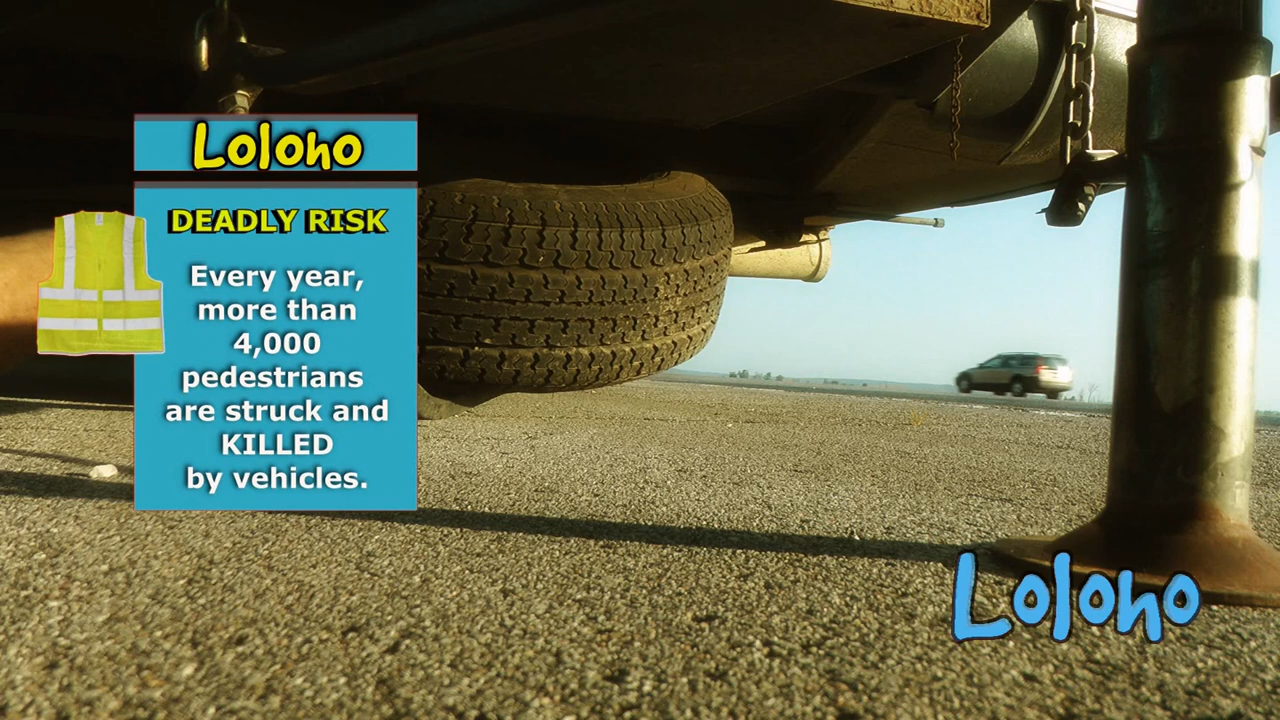 Loloho
DEADLY RISK
Every year,
more than
4,000
pedestrians
are struck and
KILLED
by vehicles.
Loloho